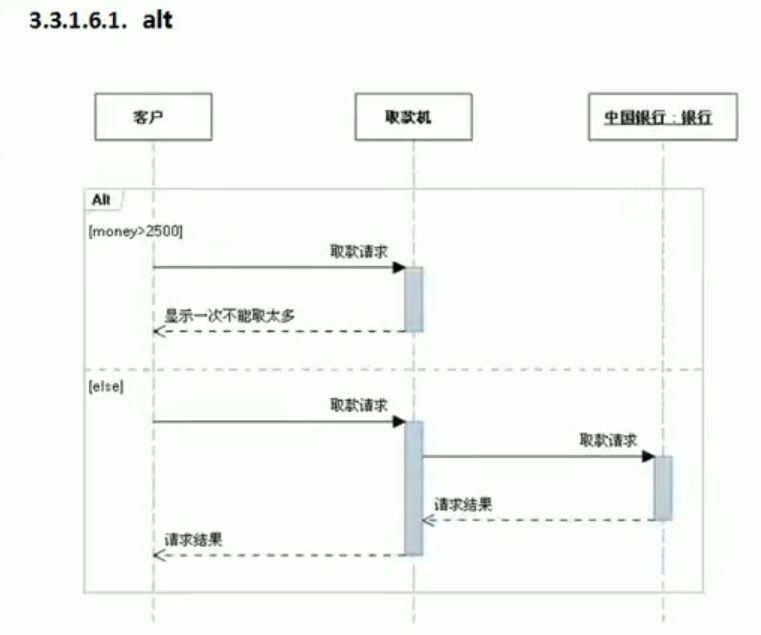 3.3.1.6.1. alt
客户
取款机
中国银行：银行
Alt
[money>2500]
取款请求
显示一次不能取太多
[else]
取款请求
取款请求
请求结果
请求结果